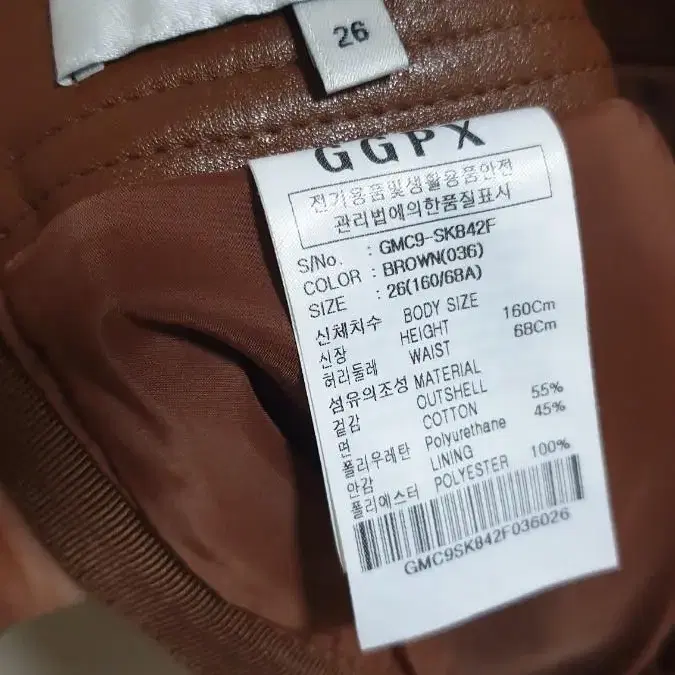 26
GGPX
전기용품및생활용품안전
관리법에의한품질표시
S/No. : GMC9-SK842F
COLOR : BROWN(036)
SIZE : 26(160/68A)
신체치수 BODY SIZE
신장 HEIGHT 160Cm
허리둘레 WAIST 68Cm
섬유의조성 MATERIAL
겉감 OUTSHELL
면 COTTON 55%
폴리우레탄 Polyurethane 45%
안감 LINING
폴리에스터 POLYESTER 100%
GMC9SK842F036026